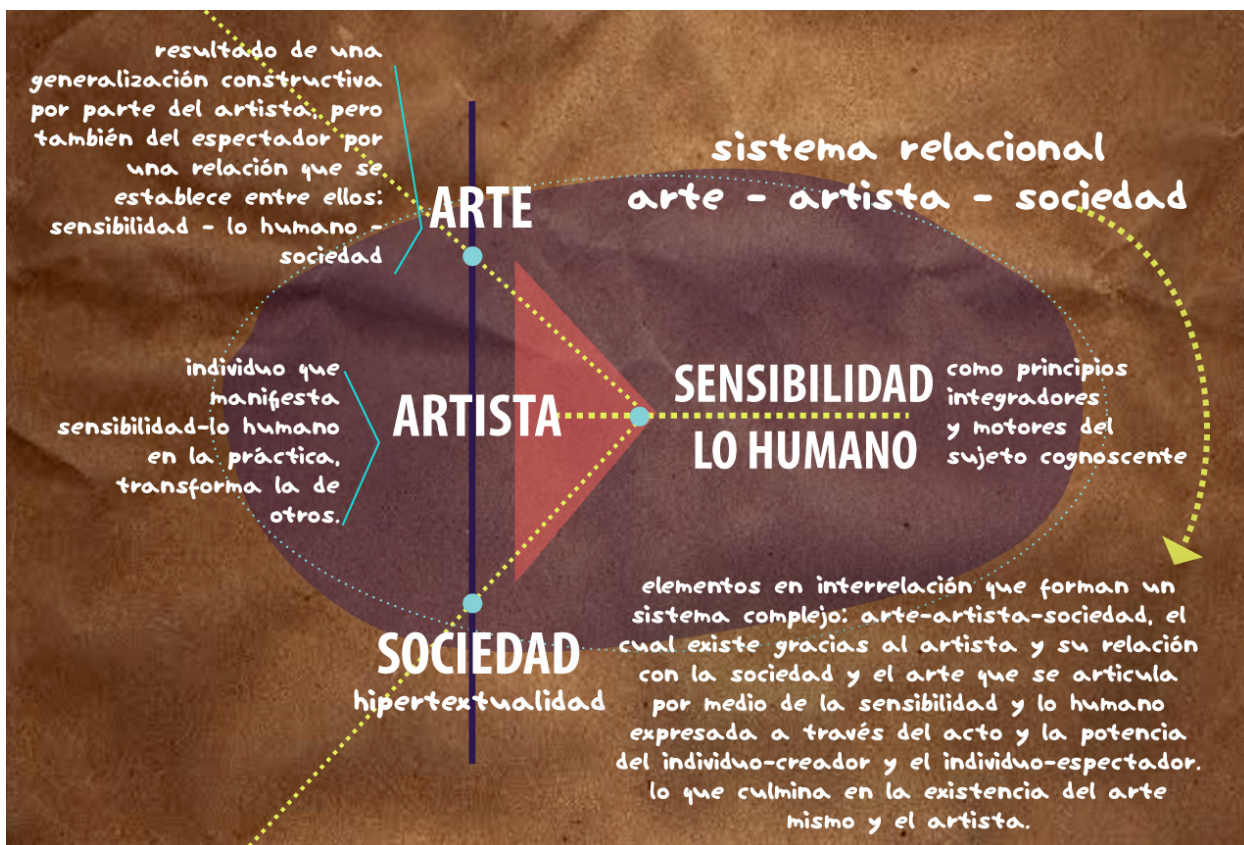 resultado de una
generalización constructiva
por parte del artista, pero
también del espectador por
una relación que se
establece entre ellos:
sensibilidad - lo humano -
sociedad
ARTE
sistema relacional
arte - artista - sociedad
individuo que
manifesta
sensibilidad-lo humano
en la práctica,
transforma la de
otros.
ARTISTA
SENSIBILIDAD
LO HUMANO
como principios
integradores
y motores del
sujeto cognoscente
SOCIEDAD
hipertextualidad
elementos en interrelación que forman un
sistema complejo: arte-artista-sociedad, el
cual existe gracias al artista y su relación
con la sociedad y el arte que se articula
por medio de la sensibilidad y lo humano
expresada a través del acto y la potencia
del individuo-creador y el individuo-espectador.
lo que culmina en la existencia del arte
mismo y el artista.